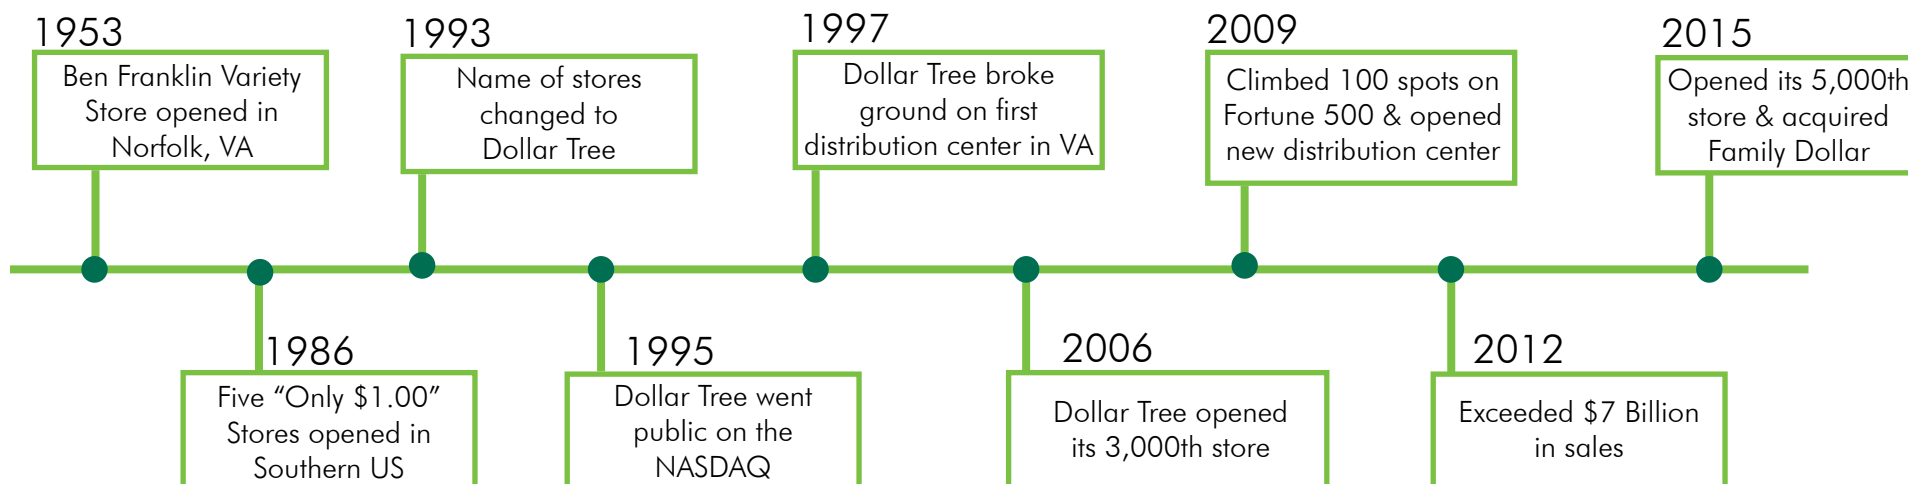 1953
Ben Franklin Variety
Store opened in
Norfolk, VA
1986
Five “Only $1.00”
Stores opened in
Southern US
1993
Name of stores
changed to
Dollar Tree
1995
Dollar Tree went
public on the
NASDAQ
1997
Dollar Tree broke
ground on first
distribution center in VA
2006
Dollar Tree opened
its 3,000th store
2009
Climbed 100 spots on
Fortune 500 & opened
new distribution center
2012
Exceeded $7 Billion
in sales
2015
Opened its 5,000th
store & acquired
Family Dollar